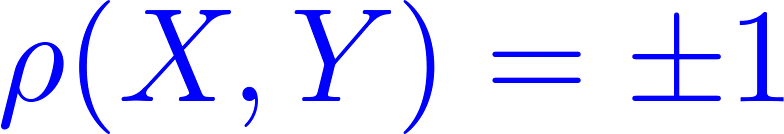 ρ(X, Y) = ±1